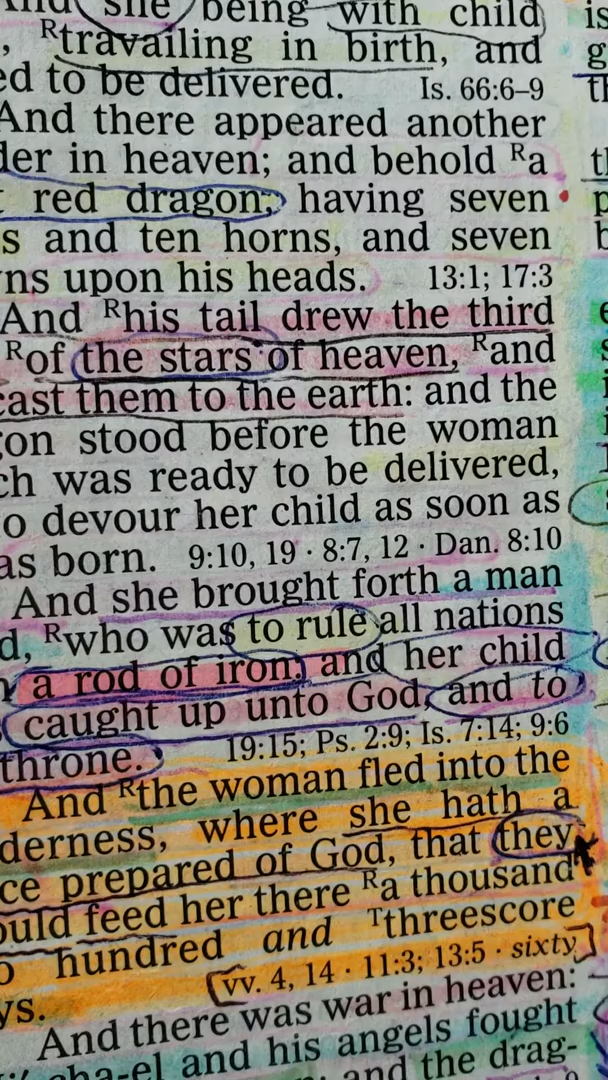 she being with child
, Rtravailing in birth, and
ed to be delivered. Is. 66:6–9
And there appeared another
der in heaven; and behold Ra
t red dragon, having seven
s and ten horns, and seven
wns upon his heads. 13:1; 17:3
And Rhis tail drew the third
Rof the stars of heaven, Rand
cast them to the earth: and the
gon stood before the woman
ch was ready to be delivered,
o devour her child as soon as
as born. 9:10, 19 · 8:7, 12 · Dan. 8:10
And she brought forth a man
d, Rwho was to rule all nations
a rod of iron: and her child
caught up unto God, and to
throne. 19:15; Ps. 2:9; Is. 7:14; 9:6
And Rthe woman fled into the
derness, where she hath a
ce prepared of God, that they
ould feed her there Ra thousand
o hundred and Tthreescore
ys. vv. 4, 14 · 11:3; 13:5 · sixty
And there was war in heaven:
cha-el and his angels fought
and the drag-